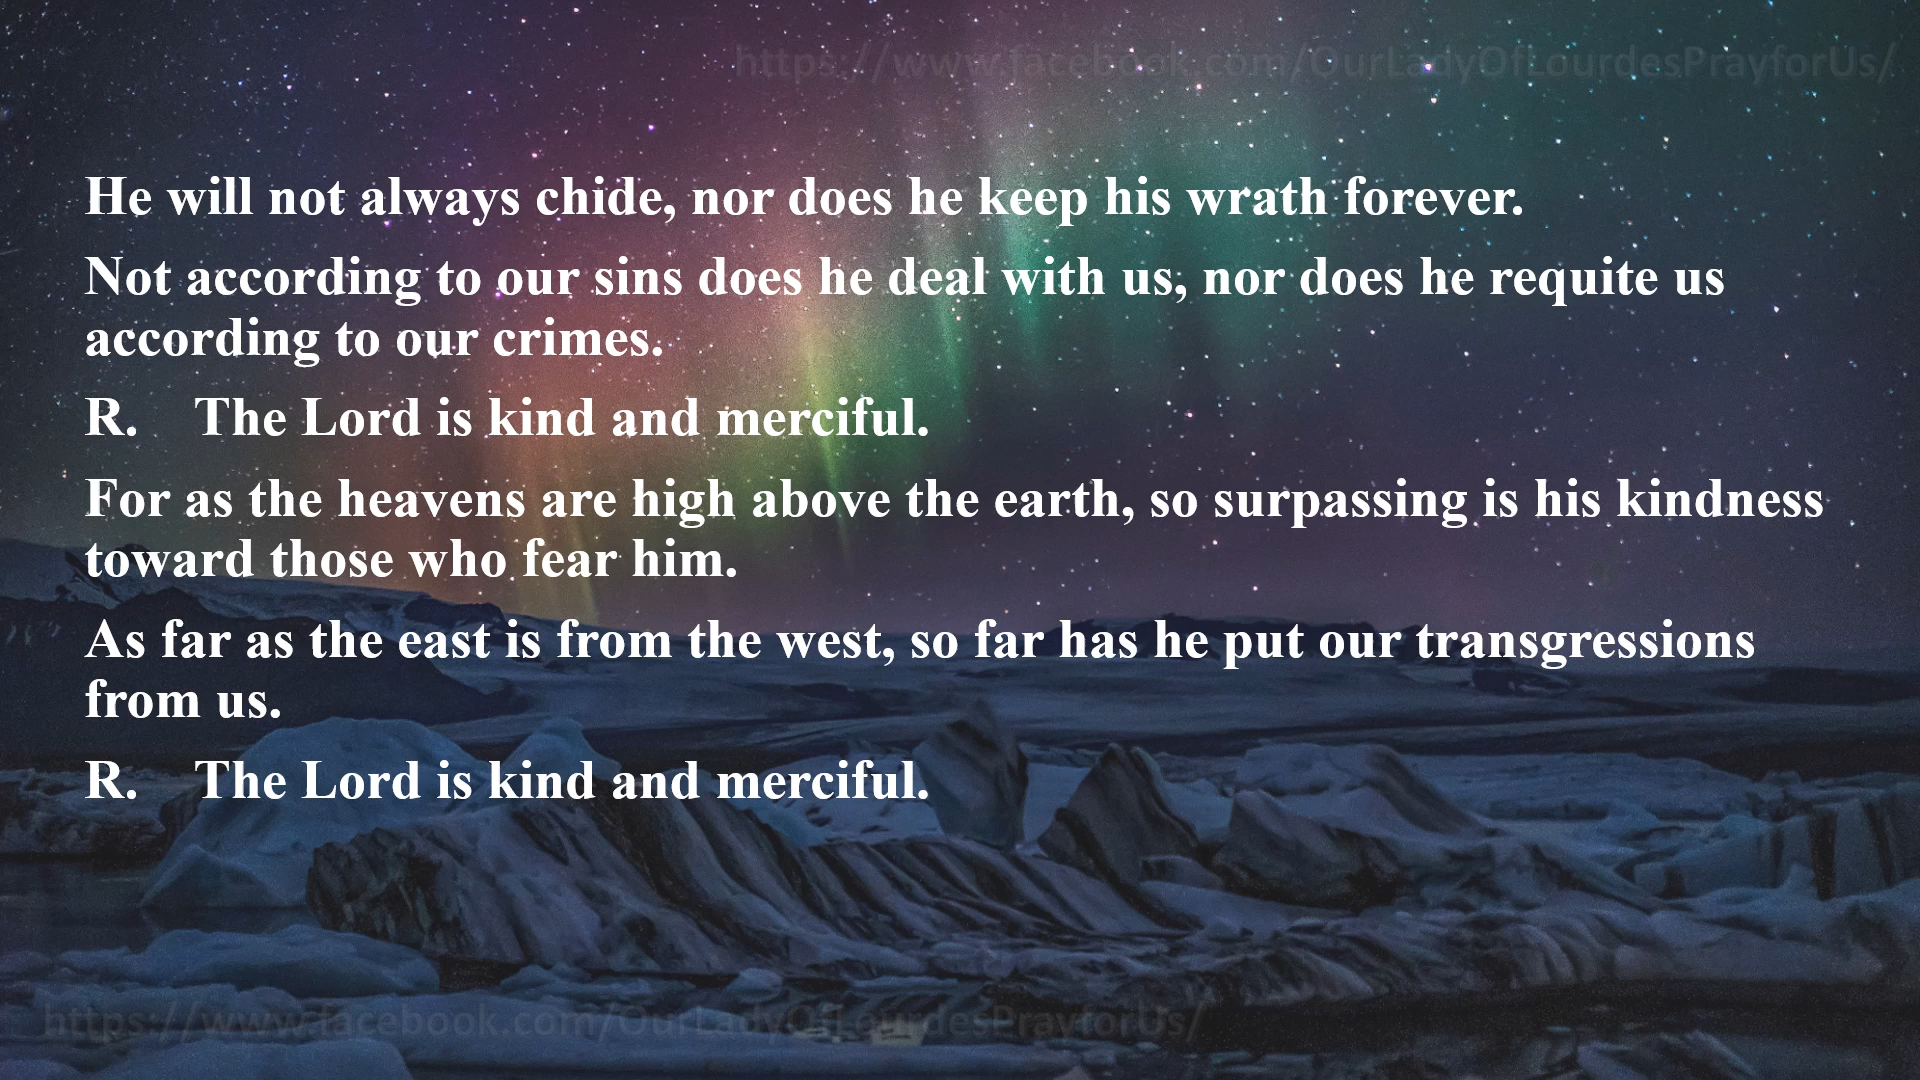 https://www.facebook.com/OurLadyOfLourdesPrayforUs/
He will not always chide, nor does he keep his wrath forever.
Not according to our sins does he deal with us, nor does he requite us
according to our crimes.
R. The Lord is kind and merciful.
For as the heavens are high above the earth, so surpassing is his kindness
toward those who fear him.
As far as the east is from the west, so far has he put our transgressions
from us.
R. The Lord is kind and merciful.
https://www.facebook.com/OurLadyOfLourdesPrayforUs/